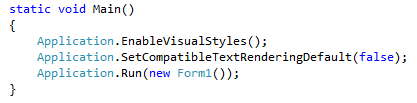 static void Main()
{
    Application.EnableVisualStyles();
    Application.SetCompatibleTextRenderingDefault(false);
    Application.Run(new Form1());
}